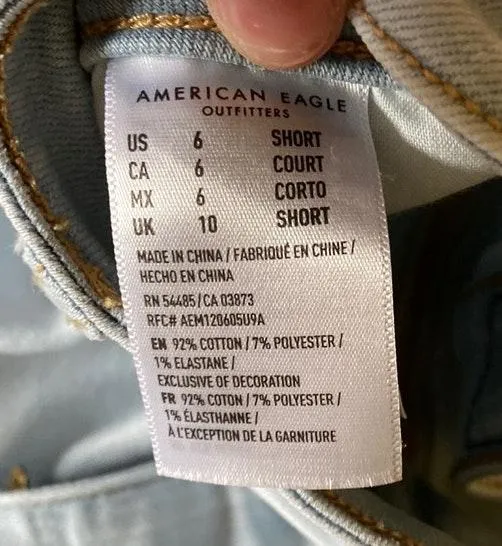 AMERICAN EAGLE
OUTFITTERS
US 6 SHORT
CA 6 COURT
MX 6 CORTO
UK 10 SHORT
MADE IN CHINA / FABRIQUÉ EN CHINE /
HECHO EN CHINA
RN 54485 / CA 03873
RFC# AEM120605U9A
EN 92% COTTON / 7% POLYESTER /
1% ELASTANE /
EXCLUSIVE OF DECORATION
FR 92% COTON / 7% POLYESTER /
1% ÉLASTHANNE /
À L'EXCEPTION DE LA GARNITURE